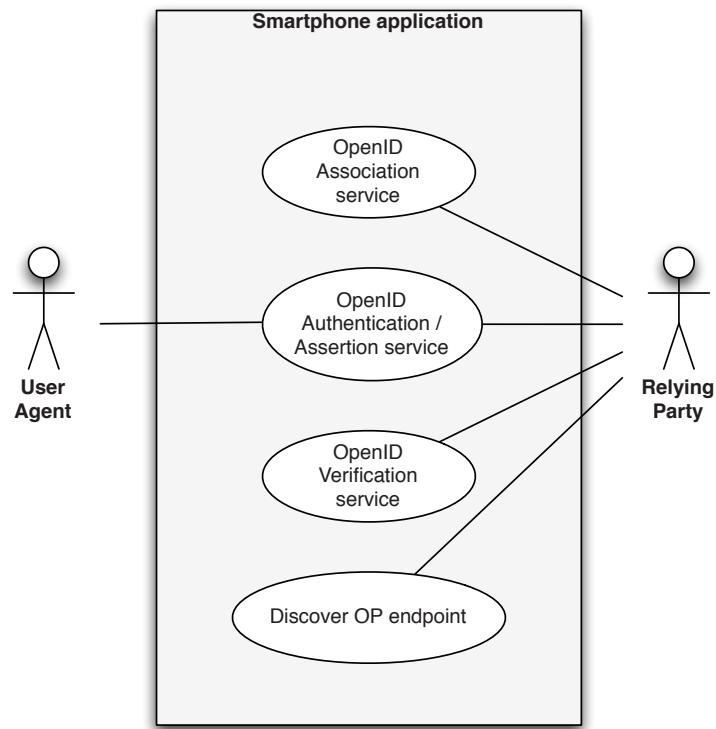 Smartphone application
OpenID
Association
service
OpenID
Authentication /
Assertion service
User
Agent
Relying
Party
OpenID
Verification
service
Discover OP endpoint